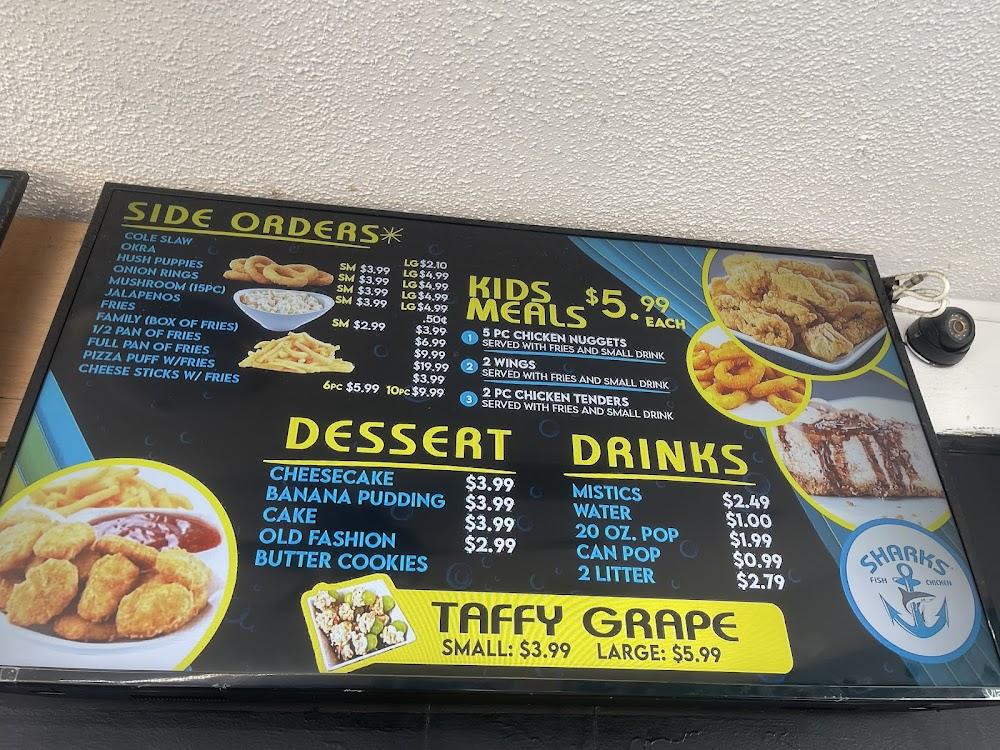 SIDE ORDERS*
COLE SLAW LG $2.10
OKRA SM $3.99 LG $4.99
HUSH PUPPIES SM $3.99 LG $4.99
ONION RINGS SM $3.99 LG $4.99
MUSHROOM (15PC) SM $3.99 LG $4.99
JALAPENOS .50¢
FRIES SM $2.99 $3.99
FAMILY (BOX OF FRIES) $6.99
1/2 PAN OF FRIES $9.99
FULL PAN OF FRIES $19.99
PIZZA PUFF W/FRIES $3.99
CHEESE STICKS W/ FRIES 6PC $5.99 10PC $9.99
KIDS MEALS $5.99 EACH
1 5 PC CHICKEN NUGGETS
SERVED WITH FRIES AND SMALL DRINK
2 2 WINGS
SERVED WITH FRIES AND SMALL DRINK
3 2 PC CHICKEN TENDERS
SERVED WITH FRIES AND SMALL DRINK
DESSERT
CHEESECAKE $3.99
BANANA PUDDING $3.99
CAKE $3.99
OLD FASHION $2.99
BUTTER COOKIES
DRINKS
MISTICS $2.49
WATER $1.00
20 OZ. POP $1.99
CAN POP $0.99
2 LITTER $2.79
TAFFY GRAPE
SMALL: $3.99 LARGE: $5.99
SHARKS
FISH CHICKEN